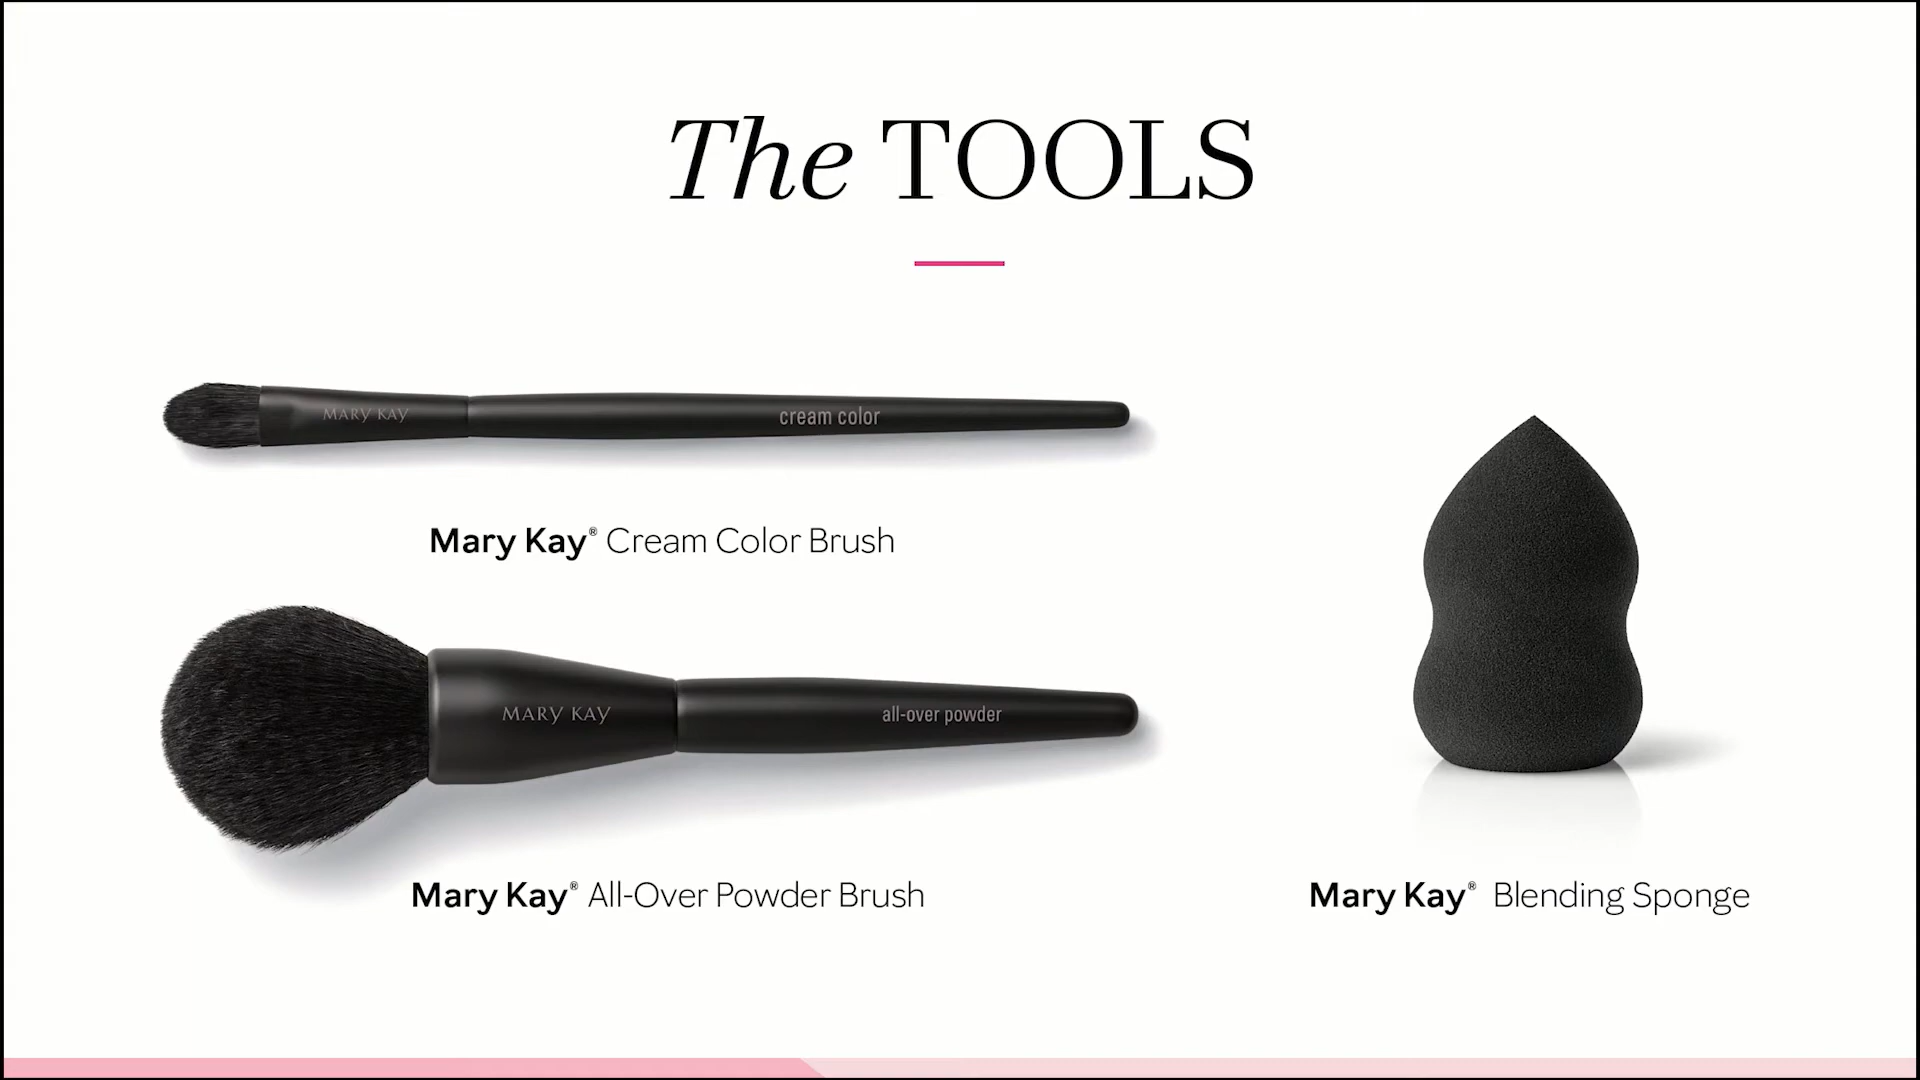 The TOOLS
MARY KAY
cream color
Mary Kay® Cream Color Brush
MARY KAY
all-over powder
Mary Kay® All-Over Powder Brush
Mary Kay® Blending Sponge